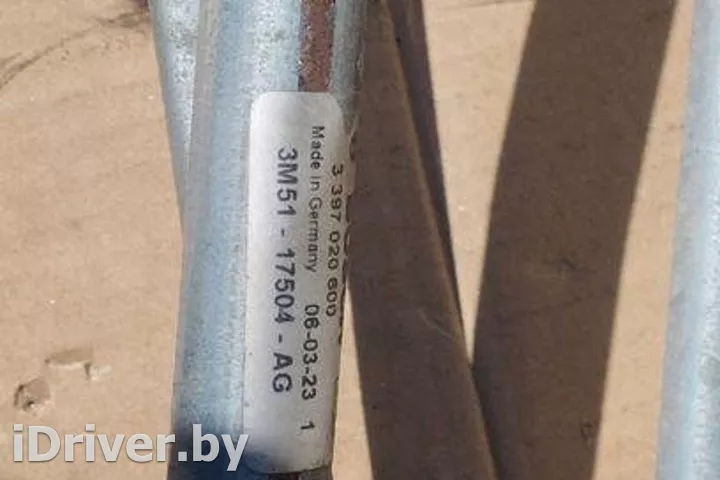 3 397 020 600
Made in Germany 06-03-23 1
3M51 - 17504 - AG
iDriver.by